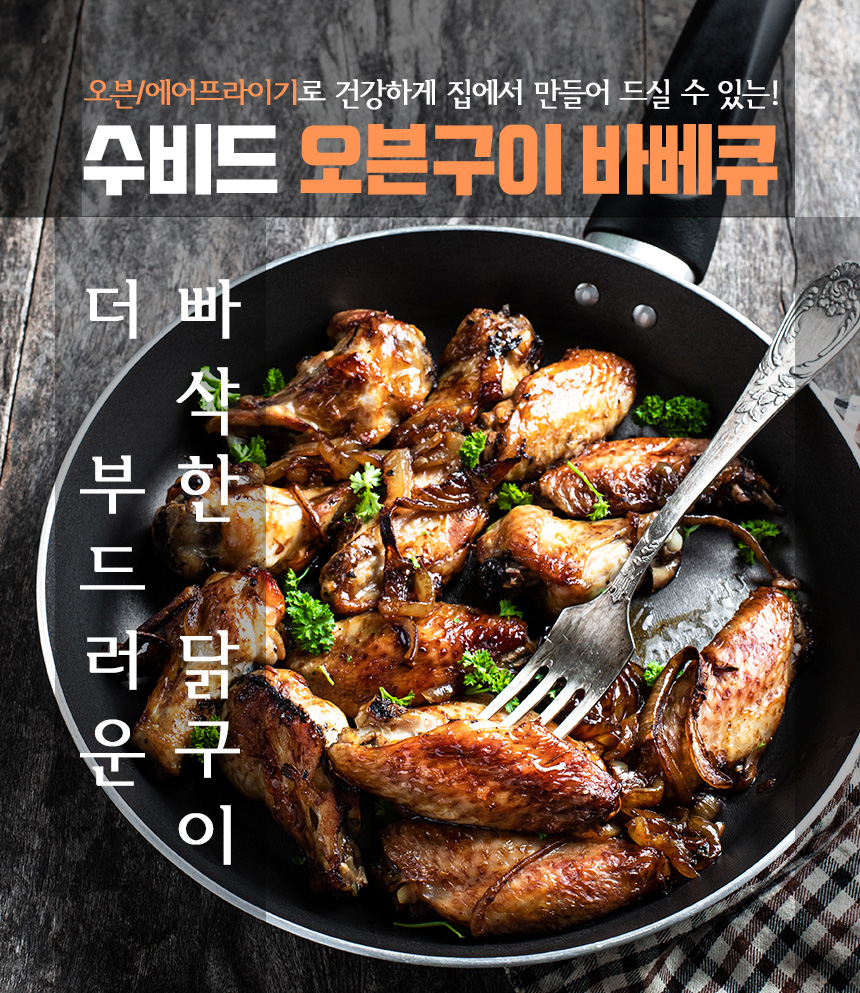 오븐/에어프라이기로 건강하게 집에서 만들어 드실 수 있는!
수비드 오븐구이 바베큐
더 부드러운
빠삭한 닭구이